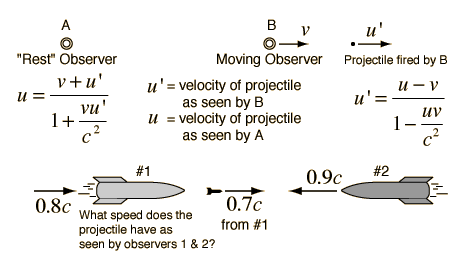 A
B
v
u'
"Rest" Observer
Moving Observer
Projectile fired by B
u = (v + u') / (1 + vu'/c²)
u' = velocity of projectile
as seen by B
u = velocity of projectile
as seen by A
u' = (u − v) / (1 − uv/c²)
#1
0.9c
#2
0.8c
0.7c
What speed does the
projectile have as
seen by observers 1 & 2?
from #1